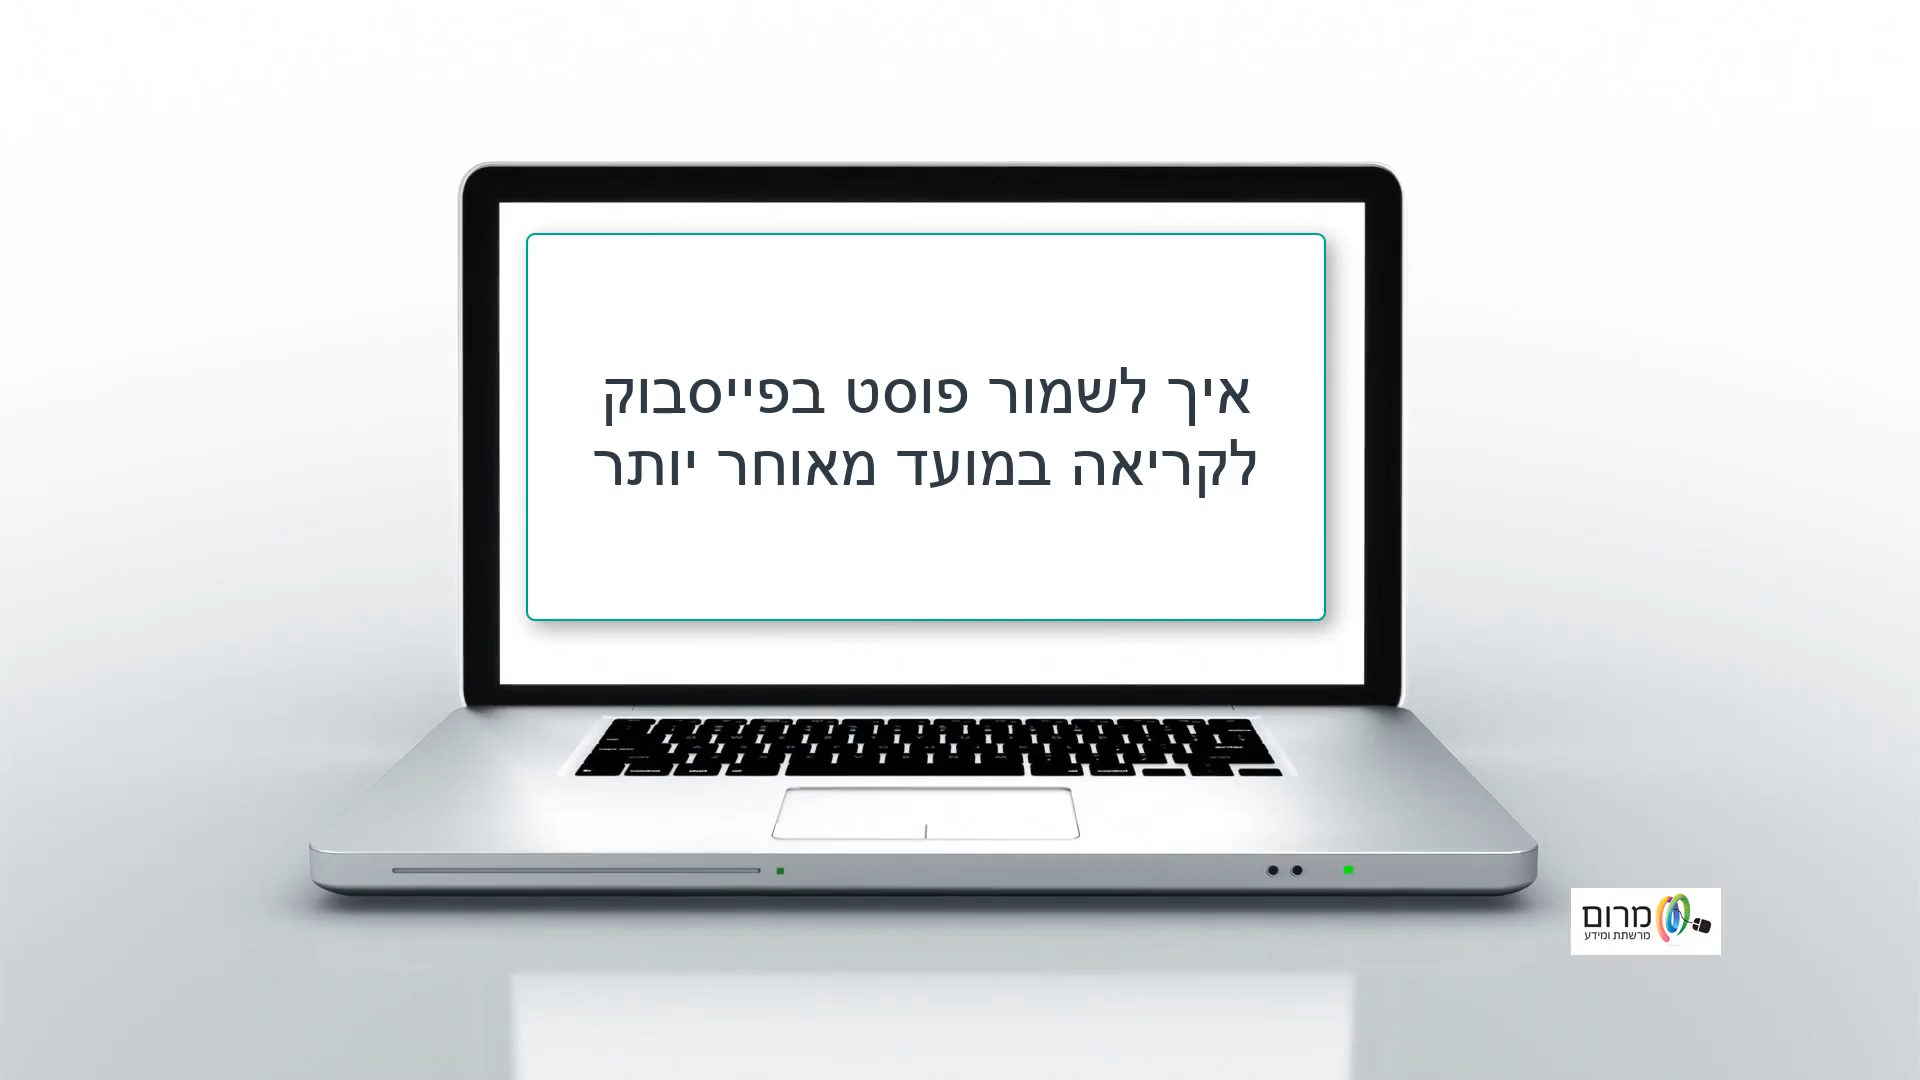 איך לשמור פוסט בפייסבוק
לקריאה במועד מאוחר יותר
מרום
מרשתת ומידע